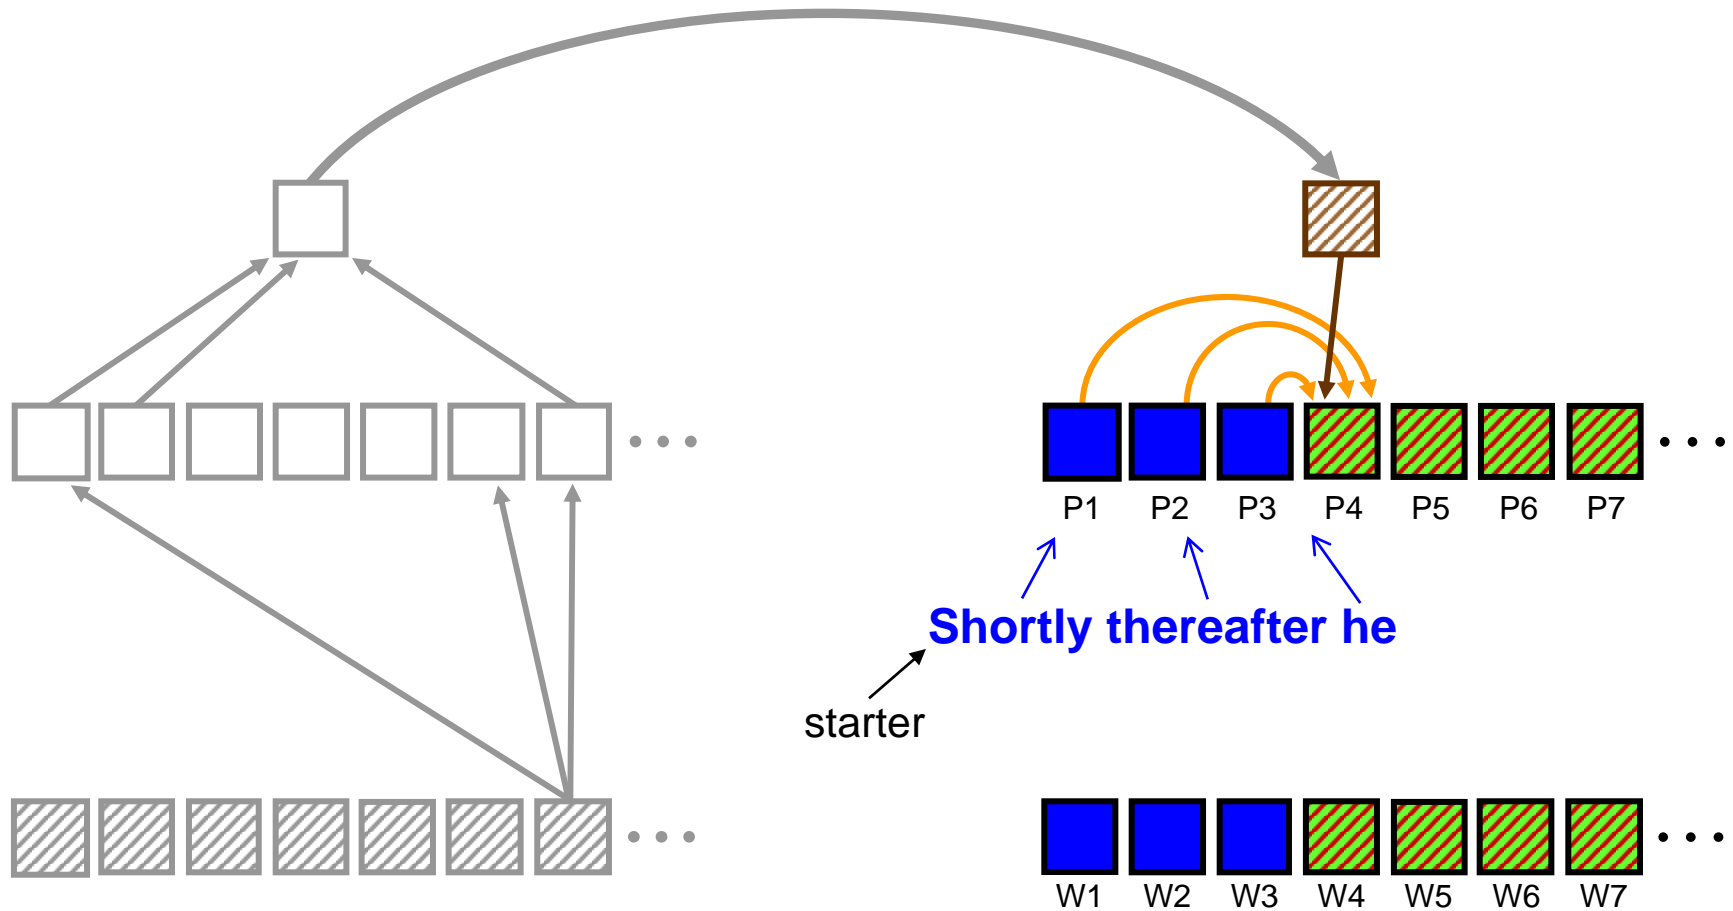 P1 P2 P3 P4 P5 P6 P7
Shortly thereafter he
starter
W1 W2 W3 W4 W5 W6 W7